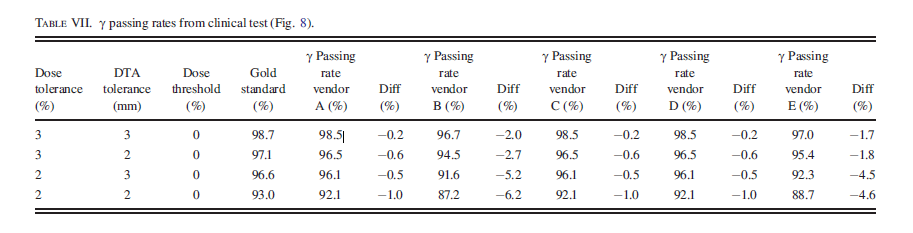 TABLE VII. γ passing rates from clinical test (Fig. 8).
γ Passing γ Passing γ Passing γ Passing γ Passing
Dose DTA Dose Gold rate rate rate rate rate
tolerance tolerance threshold standard vendor Diff vendor Diff vendor Diff vendor Diff vendor Diff
(%) (mm) (%) (%) A (%) (%) B (%) (%) C (%) (%) D (%) (%) E (%) (%)
3 3 0 98.7 98.5 −0.2 96.7 −2.0 98.5 −0.2 98.5 −0.2 97.0 −1.7
3 2 0 97.1 96.5 −0.6 94.5 −2.7 96.5 −0.6 96.5 −0.6 95.4 −1.8
2 3 0 96.6 96.1 −0.5 91.6 −5.2 96.1 −0.5 96.1 −0.5 92.3 −4.5
2 2 0 93.0 92.1 −1.0 87.2 −6.2 92.1 −1.0 92.1 −1.0 88.7 −4.6